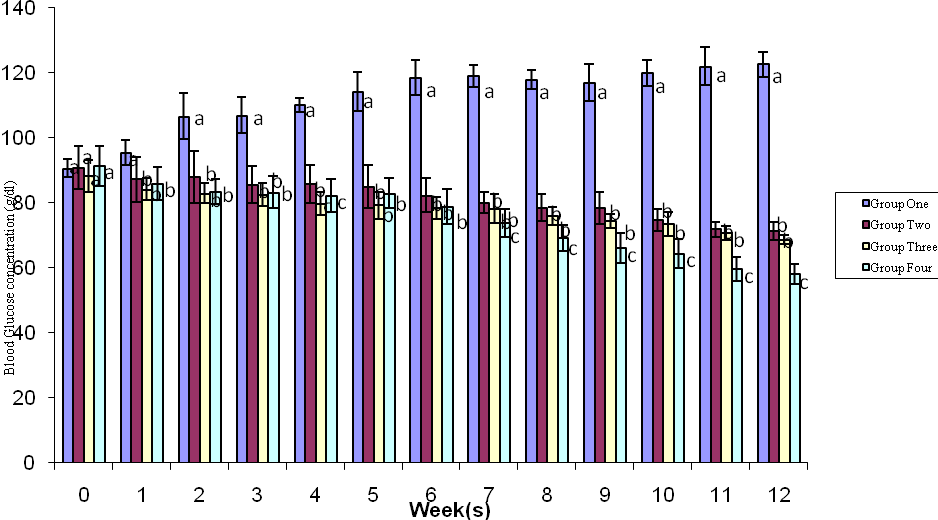 140
120
100
80
60
40
20
0
Blood Glucose concentration (g/dl)
a a a a
a b b b
a b b b
a b b b
a b c
a b b b
a b b
a b b c
a b b c
a b b c
a b b c
a b b c
a b b c
0 1 2 3 4 5 6 7 8 9 10 11 12
Week(s)
Group One
Group Two
Group Three
Group Four